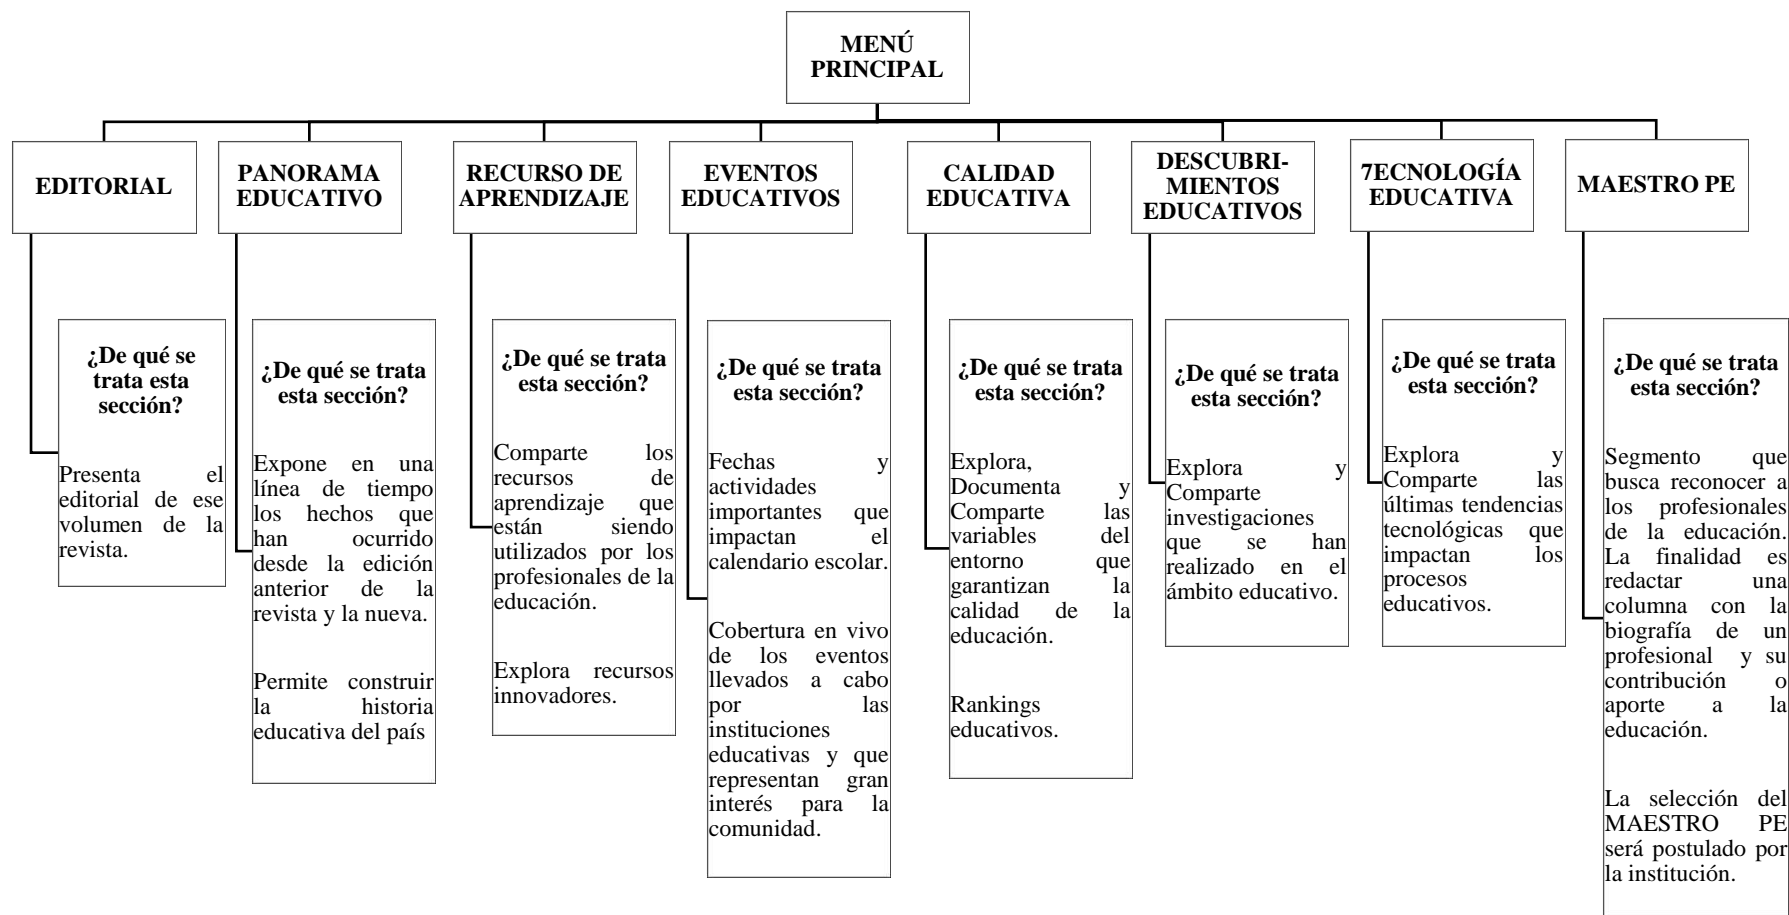 MENÚ
PRINCIPAL
EDITORIAL
PANORAMA
EDUCATIVO
RECURSO DE
APRENDIZAJE
EVENTOS
EDUCATIVOS
CALIDAD
EDUCATIVA
DESCUBRI-
MIENTOS
EDUCATIVOS
7ECNOLOGÍA
EDUCATIVA
MAESTRO PE
¿De qué se
trata esta
sección?
Presenta el
editorial de ese
volumen de la
revista.
¿De qué se trata
esta sección?
Expone en una
línea de tiempo
los hechos que
han ocurrido
desde la edición
anterior de la
revista y la nueva.
Permite construir
la historia
educativa del país
¿De qué se trata
esta sección?
Comparte los
recursos de
aprendizaje que
están siendo
utilizados por los
profesionales de la
educación.
Explora recursos
innovadores.
¿De qué se trata
esta sección?
Fechas y
actividades
importantes que
impactan el
calendario escolar.
Cobertura en vivo
de los eventos
llevados a cabo
por las
instituciones
educativas y que
representan gran
interés para la
comunidad.
¿De qué se trata
esta sección?
Explora,
Documenta y
Comparte las
variables del
entorno que
garantizan la
calidad de la
educación.
Rankings
educativos.
¿De qué se trata
esta sección?
Explora y
Comparte
investigaciones
que se han
realizado en el
ámbito educativo.
¿De qué se trata
esta sección?
Explora y
Comparte las
últimas tendencias
tecnológicas que
impactan los
procesos
educativos.
¿De qué se trata
esta sección?
Segmento que
busca reconocer a
los profesionales
de la educación.
La finalidad es
redactar una
columna con la
biografía de un
profesional y su
contribución o
aporte a la
educación.
La selección del
MAESTRO PE
será postulado por
la institución.